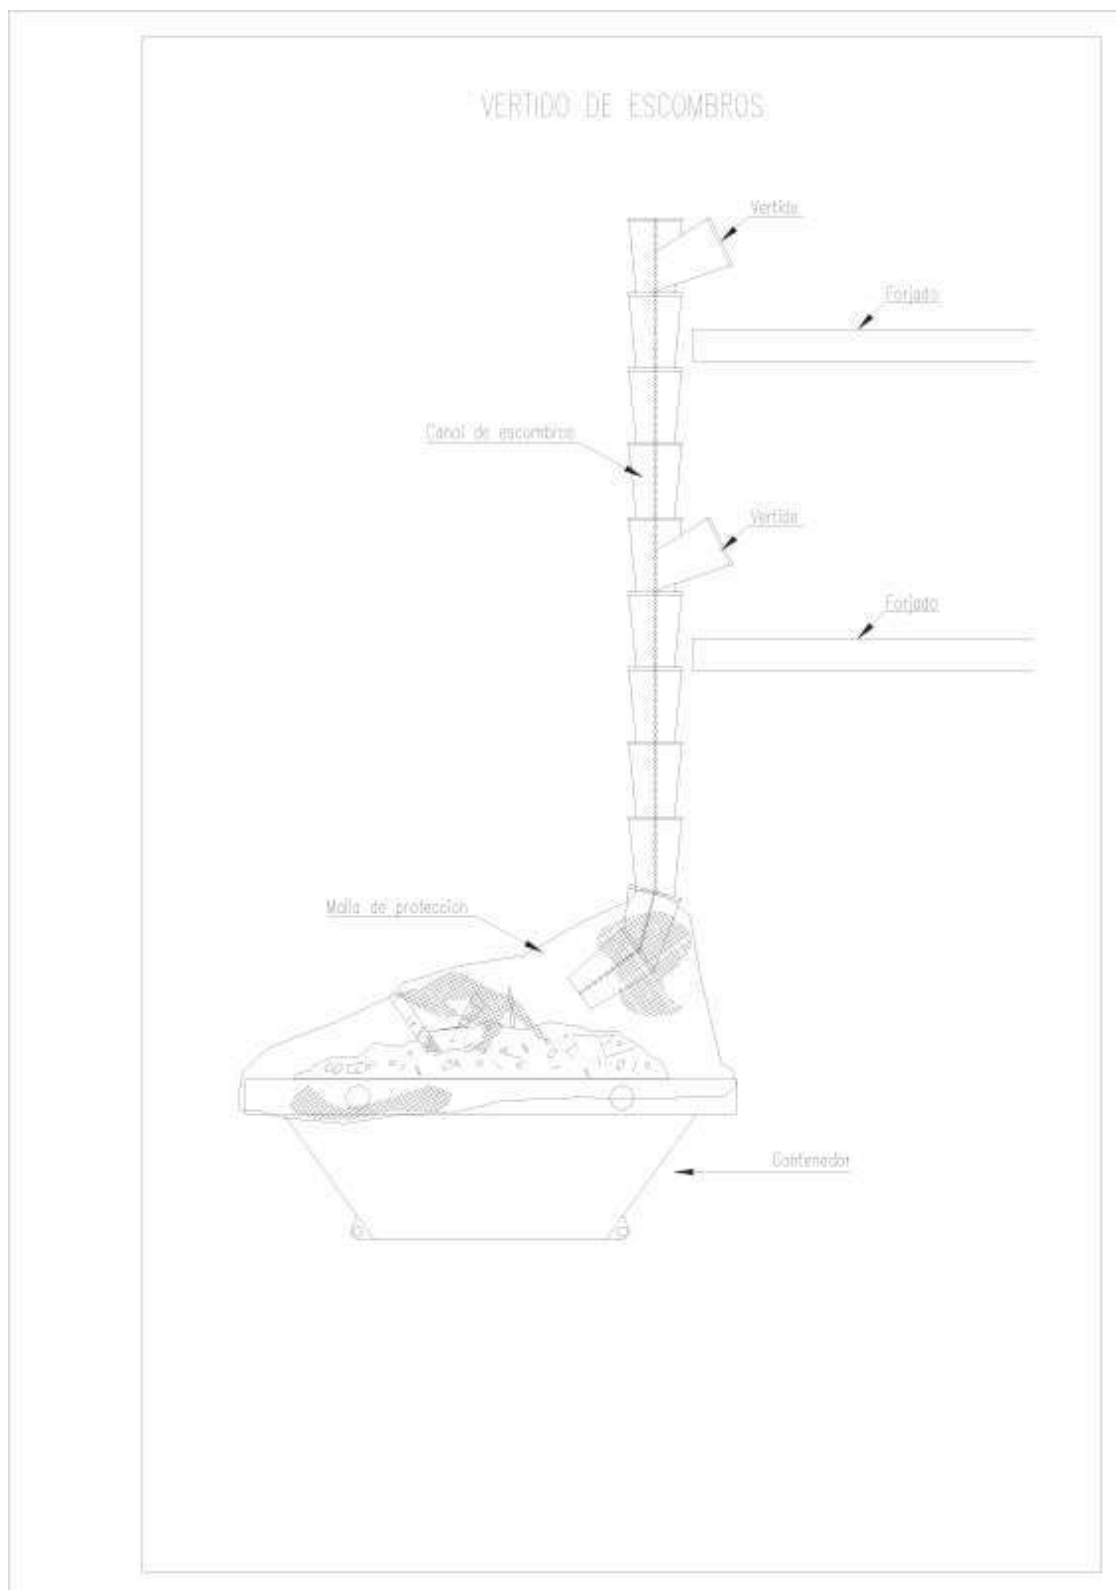 VERTIDO DE ESCOMBROS
Vertido
Forjado
Canal de escombros
Vertido
Forjado
Malla de proteccion
Contenedor